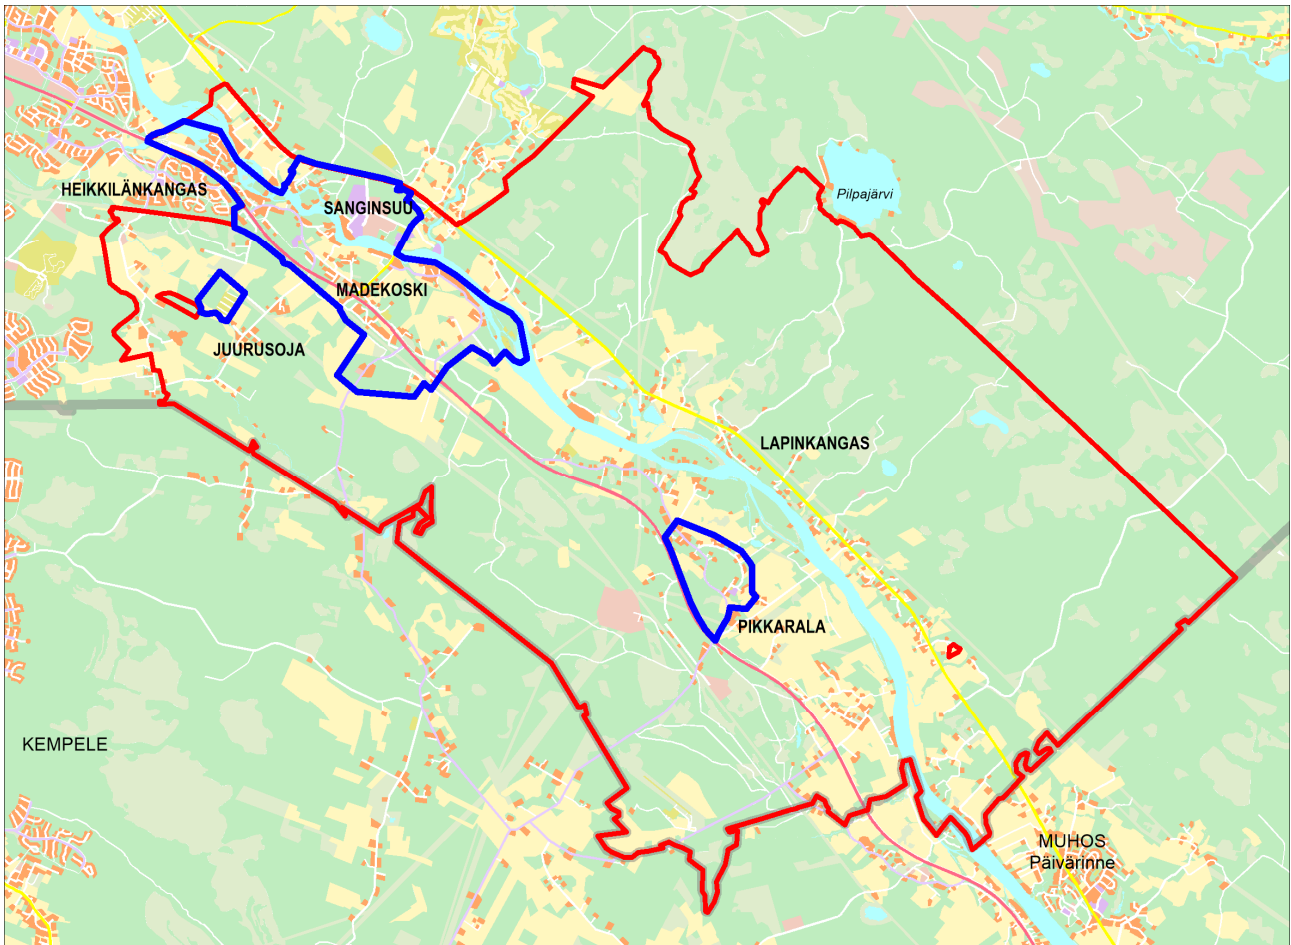 HEIKKILÄNKANGAS
SANGINSUU
Pilpajärvi
MADEKOSKI
JUURUSOJA
LAPINKANGAS
PIKKARALA
KEMPELE
MUHOS
Päivärinne